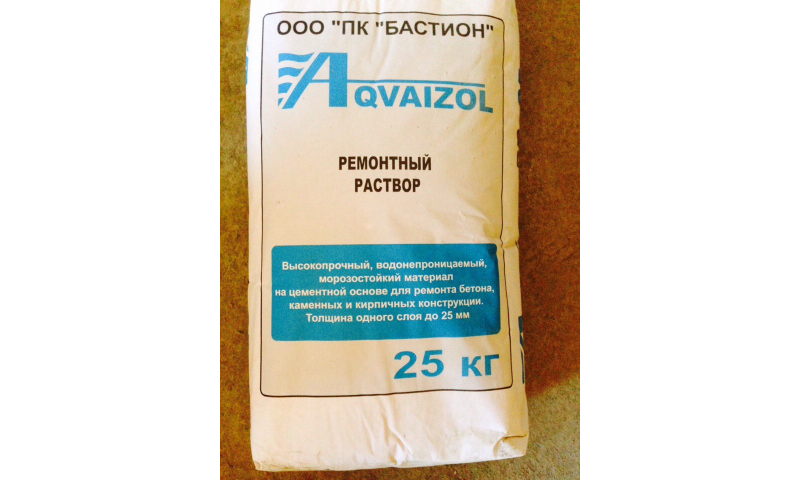 ООО "ПК "БАСТИОН"
AQVAIZOL
РЕМОНТНЫЙ
РАСТВОР
Высокопрочный, водонепроницаемый,
морозостойкий материал
на цементной основе для ремонта бетона,
каменных и кирпичных конструкции.
Толщина одного слоя до 25 мм
25 кг